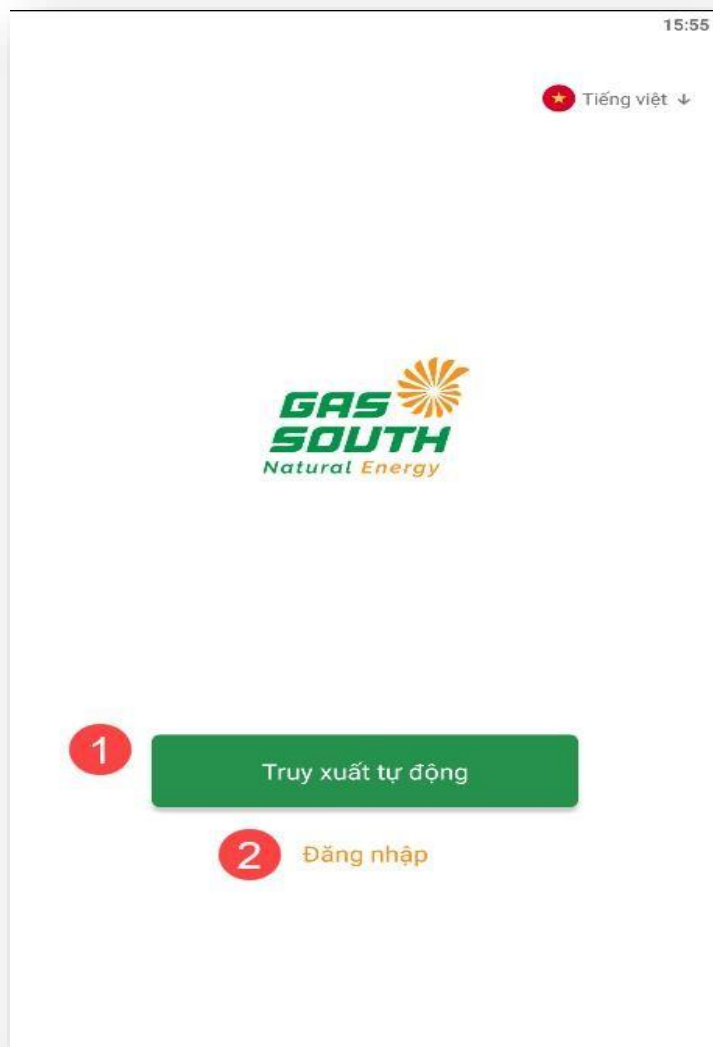 15:55
Tiếng việt ↓
GAS
SOUTH
Natural Energy
1
Truy xuất tự động
2 Đăng nhập